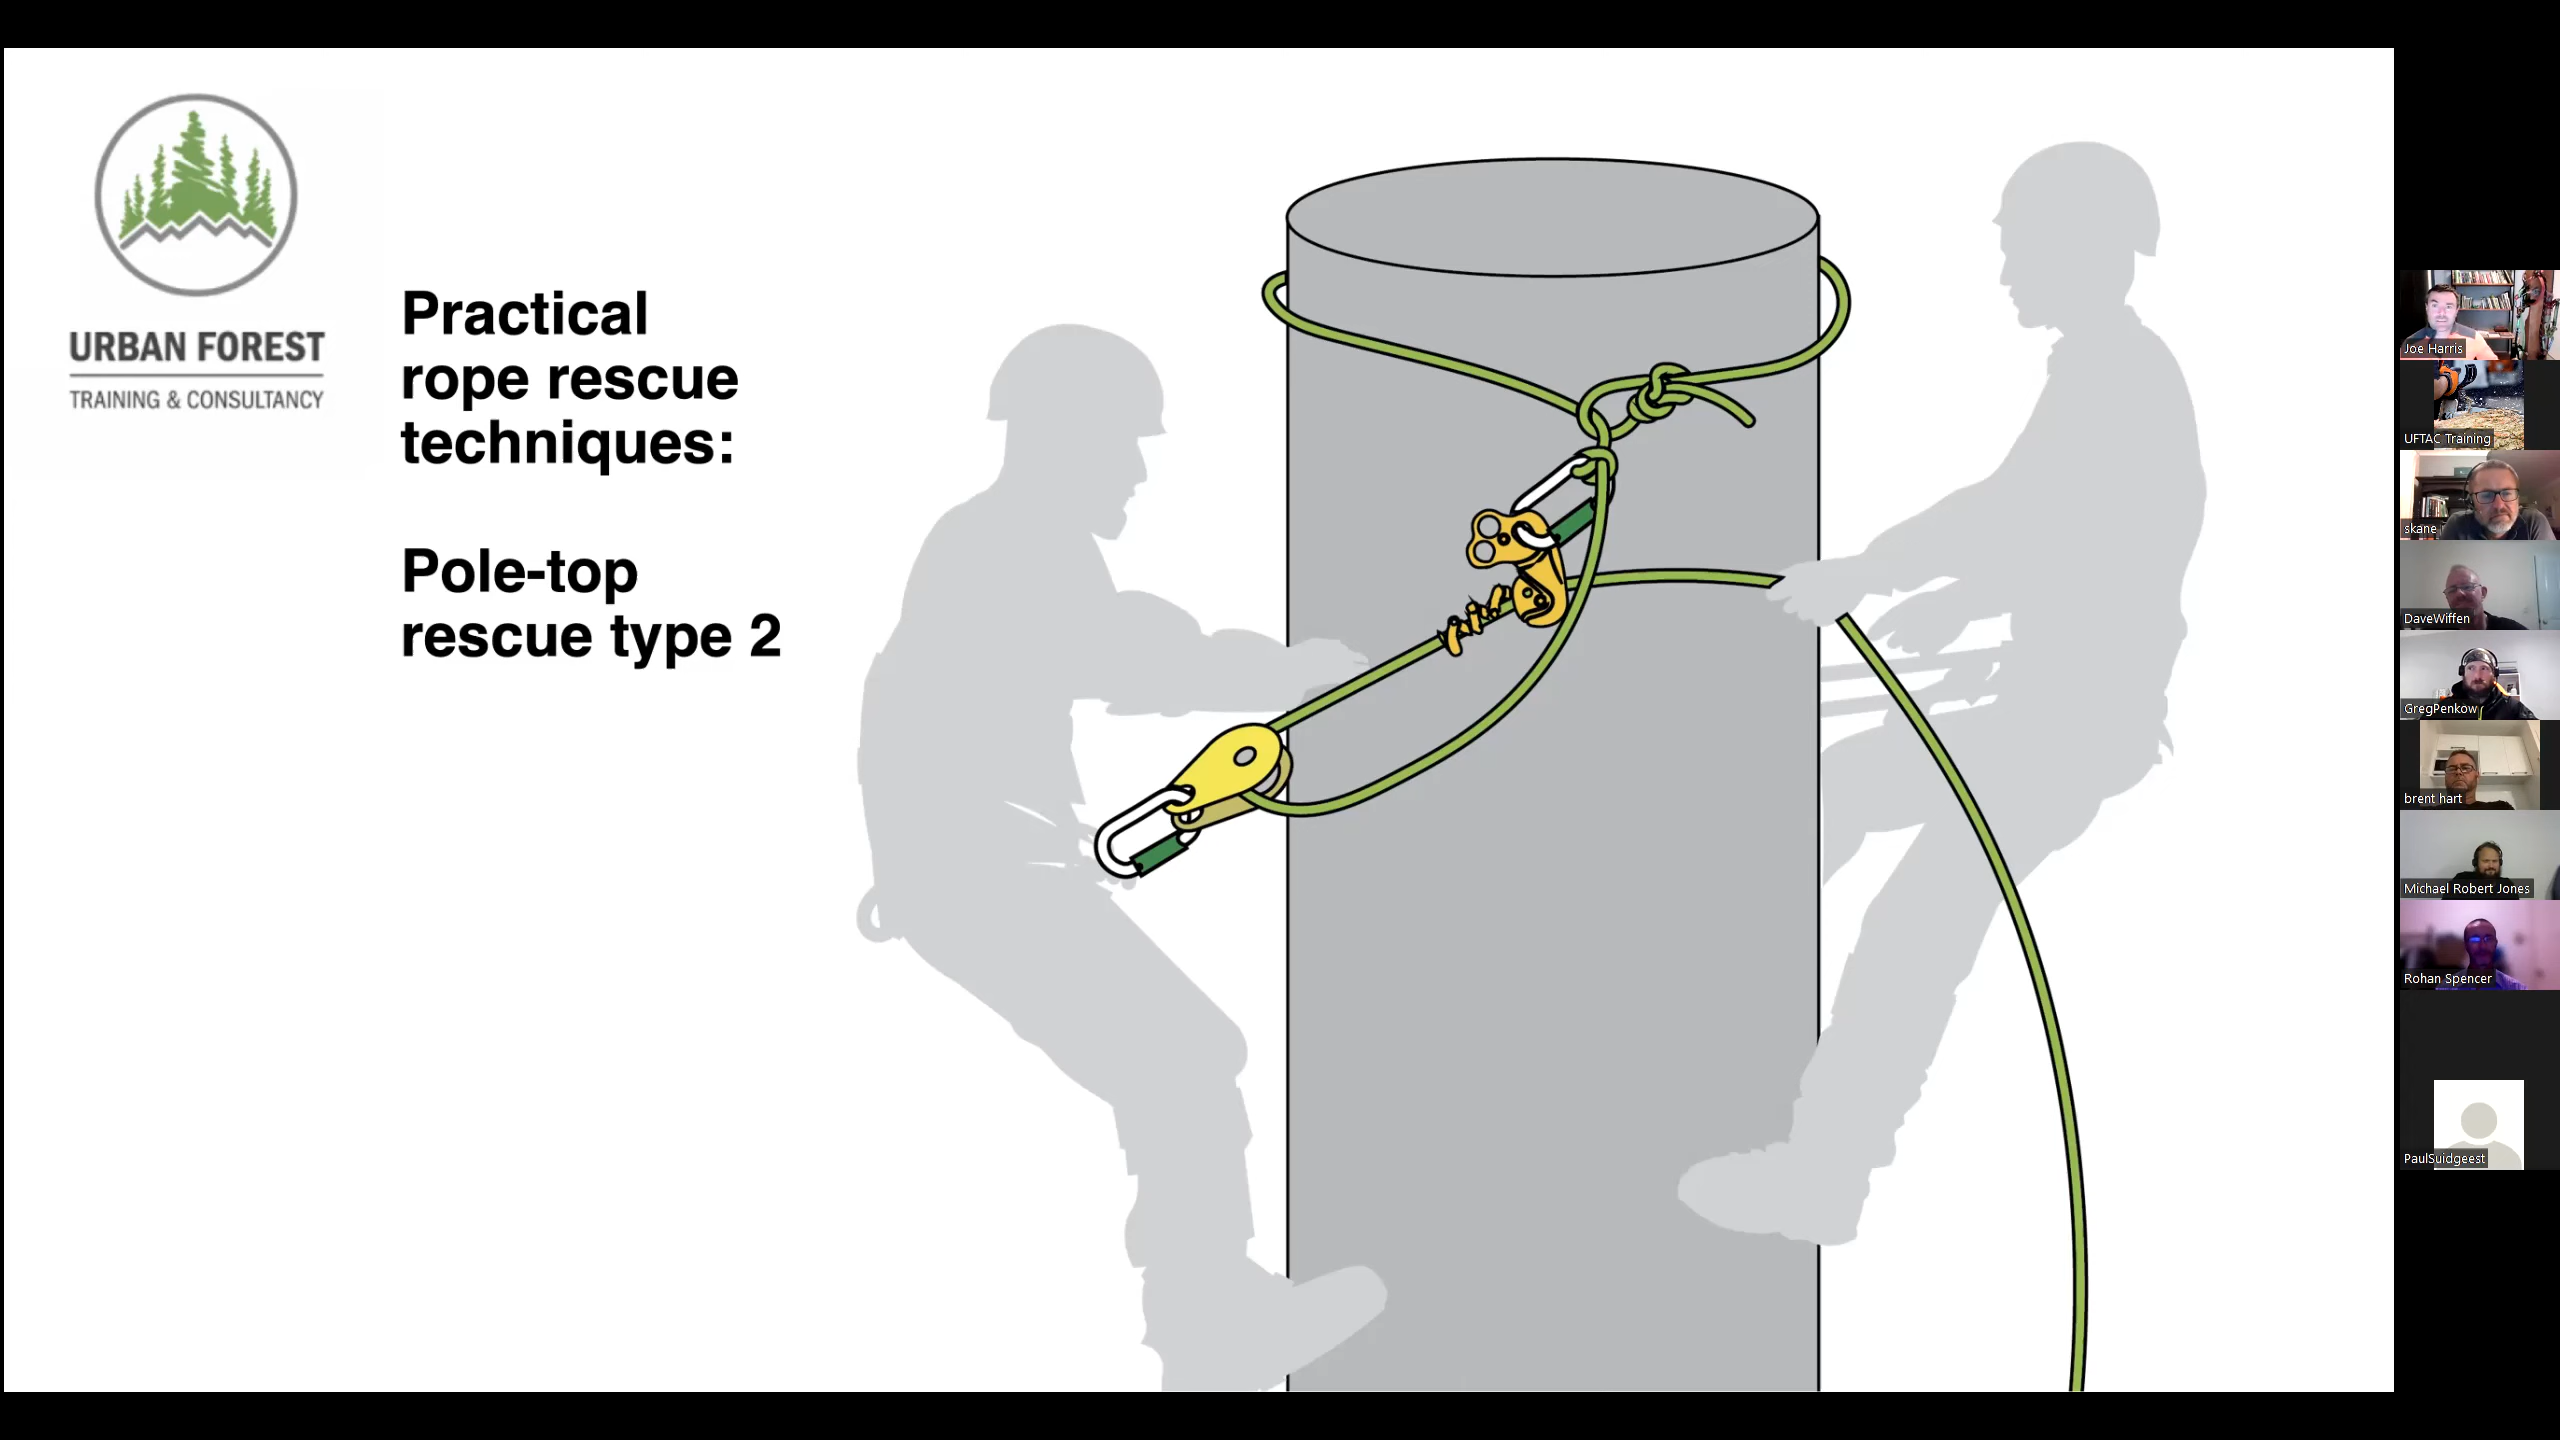 URBAN FOREST
TRAINING & CONSULTANCY
Practical
rope rescue
techniques:
Pole-top
rescue type 2
Joe Harris
UFTAC Training
skane
DaveWiffen
GregPenkow
brent hart
Michael Robert Jones
Rohan Spencer
PaulSuidgeest